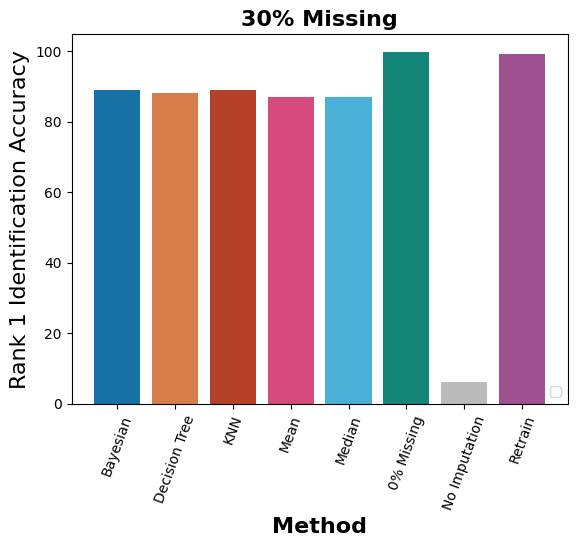 30% Missing
Rank 1 Identification Accuracy
100
80
60
40
20
0
Bayesian
Decision Tree
KNN
Mean
Median
0% Missing
No Imputation
Retrain
Method